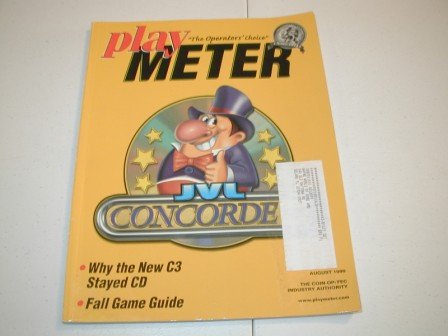 play
"The Operators' Choice"
METER
JVL
CONCORDE
• Why the New C3
Stayed CD
• Fall Game Guide
AUGUST 1999
THE COIN-OP/TEC
INDUSTRY AUTHORITY
www.playmeter.com